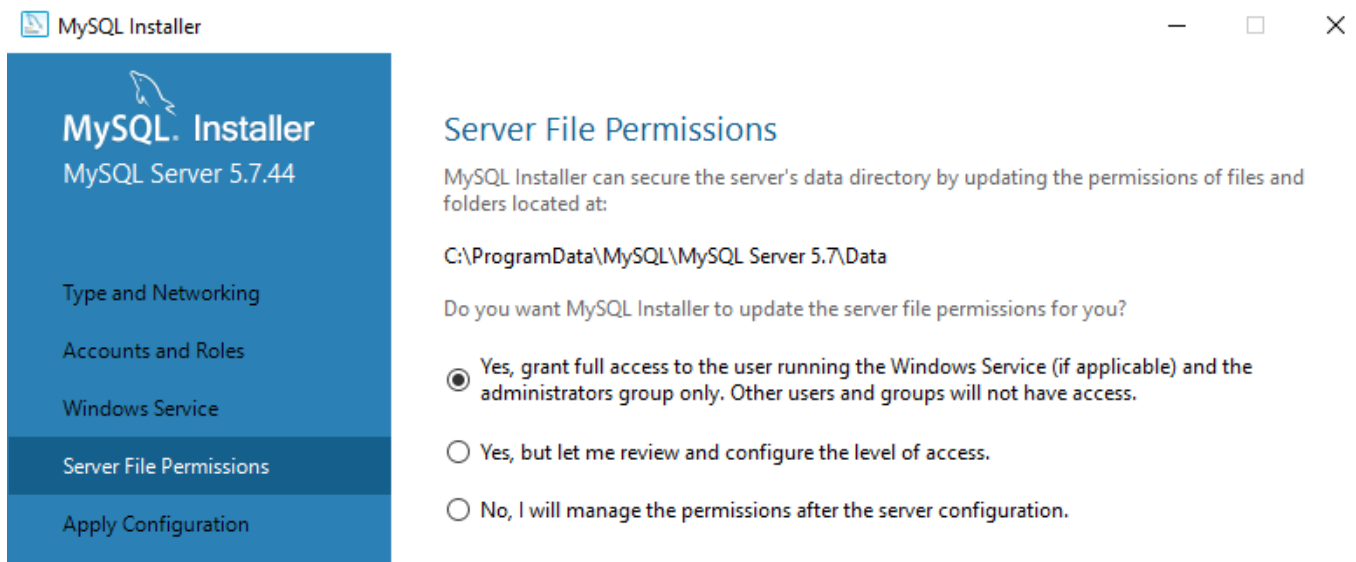 MySQL Installer
MySQL. Installer
MySQL Server 5.7.44
Type and Networking
Accounts and Roles
Windows Service
Server File Permissions
Apply Configuration
Server File Permissions
MySQL Installer can secure the server's data directory by updating the permissions of files and
folders located at:
C:\ProgramData\MySQL\MySQL Server 5.7\Data
Do you want MySQL Installer to update the server file permissions for you?
Yes, grant full access to the user running the Windows Service (if applicable) and the
administrators group only. Other users and groups will not have access.
Yes, but let me review and configure the level of access.
No, I will manage the permissions after the server configuration.